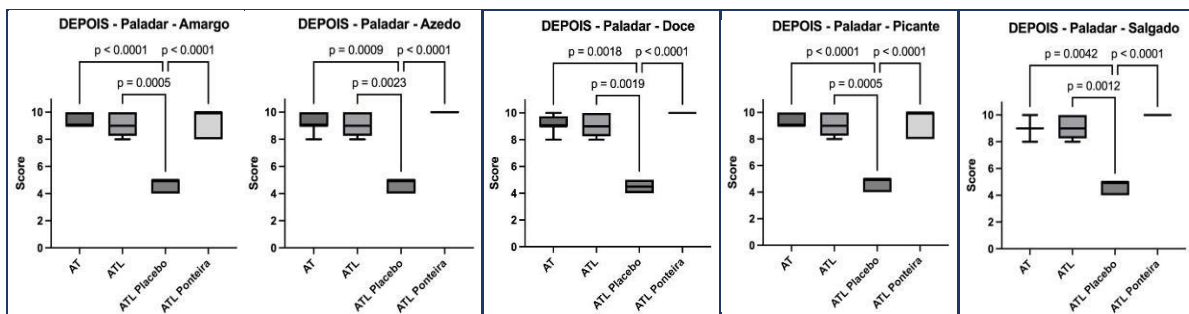 DEPOIS - Paladar - Amargo
p < 0.0001 p < 0.0001
p = 0.0005
10
8
6
4
2
0
Score
AT
ATL
ATL Placebo
ATL Ponteira
DEPOIS - Paladar - Azedo
p = 0.0009 p < 0.0001
p = 0.0023
10
8
6
4
2
0
Score
AT
ATL
ATL Placebo
ATL Ponteira
DEPOIS - Paladar - Doce
p = 0.0018 p < 0.0001
p = 0.0019
10
8
6
4
2
0
Score
AT
ATL
ATL Placebo
ATL Ponteira
DEPOIS - Paladar - Picante
p < 0.0001 p < 0.0001
p = 0.0005
10
8
6
4
2
0
Score
AT
ATL
ATL Placebo
ATL Ponteira
DEPOIS - Paladar - Salgado
p = 0.0042 p < 0.0001
p = 0.0012
10
8
6
4
2
0
Score
AT
ATL
ATL Placebo
ATL Ponteira